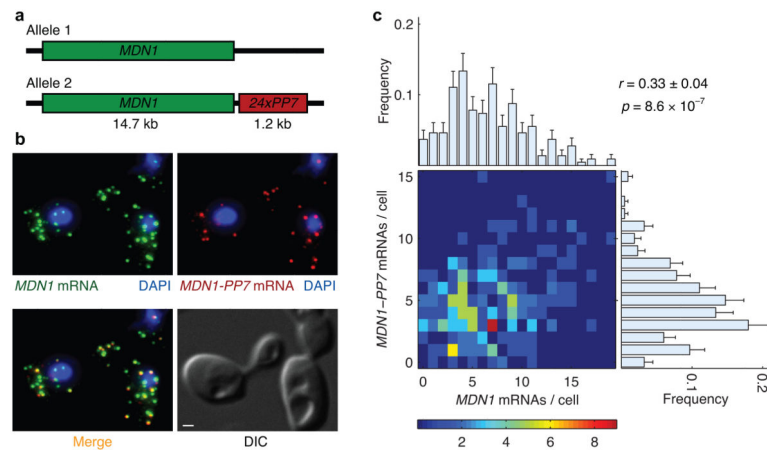 a
Allele 1
MDN1
Allele 2
MDN1
24xPP7
14.7 kb
1.2 kb
b
MDN1 mRNA
DAPI
MDN1-PP7 mRNA
DAPI
Merge
DIC
c
0.2
0.1
Frequency
r = 0.33 ± 0.04
p = 8.6 × 10⁻⁷
15
10
5
0
MDN1–PP7 mRNAs / cell
0 5 10 15
MDN1 mRNAs / cell
0.1 0.2
Frequency
2 4 6 8